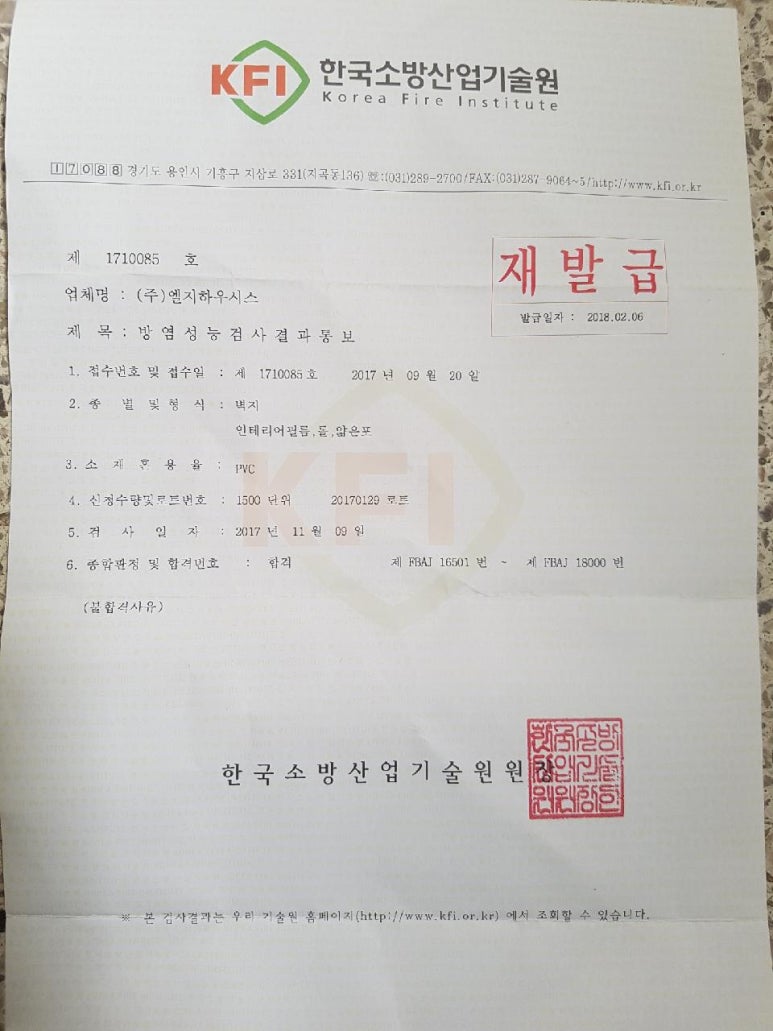 KFI 한국소방산업기술원
Korea Fire Institute
17088 경기도 용인시 기흥구 지삼로 331(지곡동136) ☏:(031)289-2700/FAX:(031)287-9064~5/http://www.kfi.or.kr
제 1710085 호
재발급
발급일자 : 2018.02.06
업체명 : (주)엘지하우시스
제 목 : 방염성능검사결과통보
1. 접수번호 및 접수일 : 제 1710085호 2017 년 09 월 20 일
2. 종 별 및 형 식 : 벽지
인테리어필름,롤,얇은포
3. 소 재 혼 용 율 : PVC
4. 신청수량및로트번호 : 1500 단위 20170129 로트
5. 검 사 일 자 : 2017 년 11 월 09 일
6. 종합판정 및 합격번호 : 합격 제 FBAJ 16501 번 ~ 제 FBAJ 18000 번
(불합격사유)
KFI
한국소방산업기술원원장
※ 본 검사결과는 우리 기술원 홈페이지(http://www.kfi.or.kr) 에서 조회할 수 있습니다.